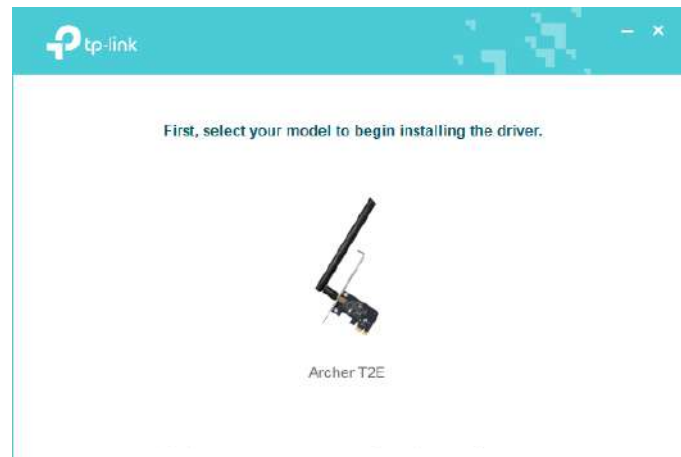 tp-link
First, select your model to begin installing the driver.
Archer T2E